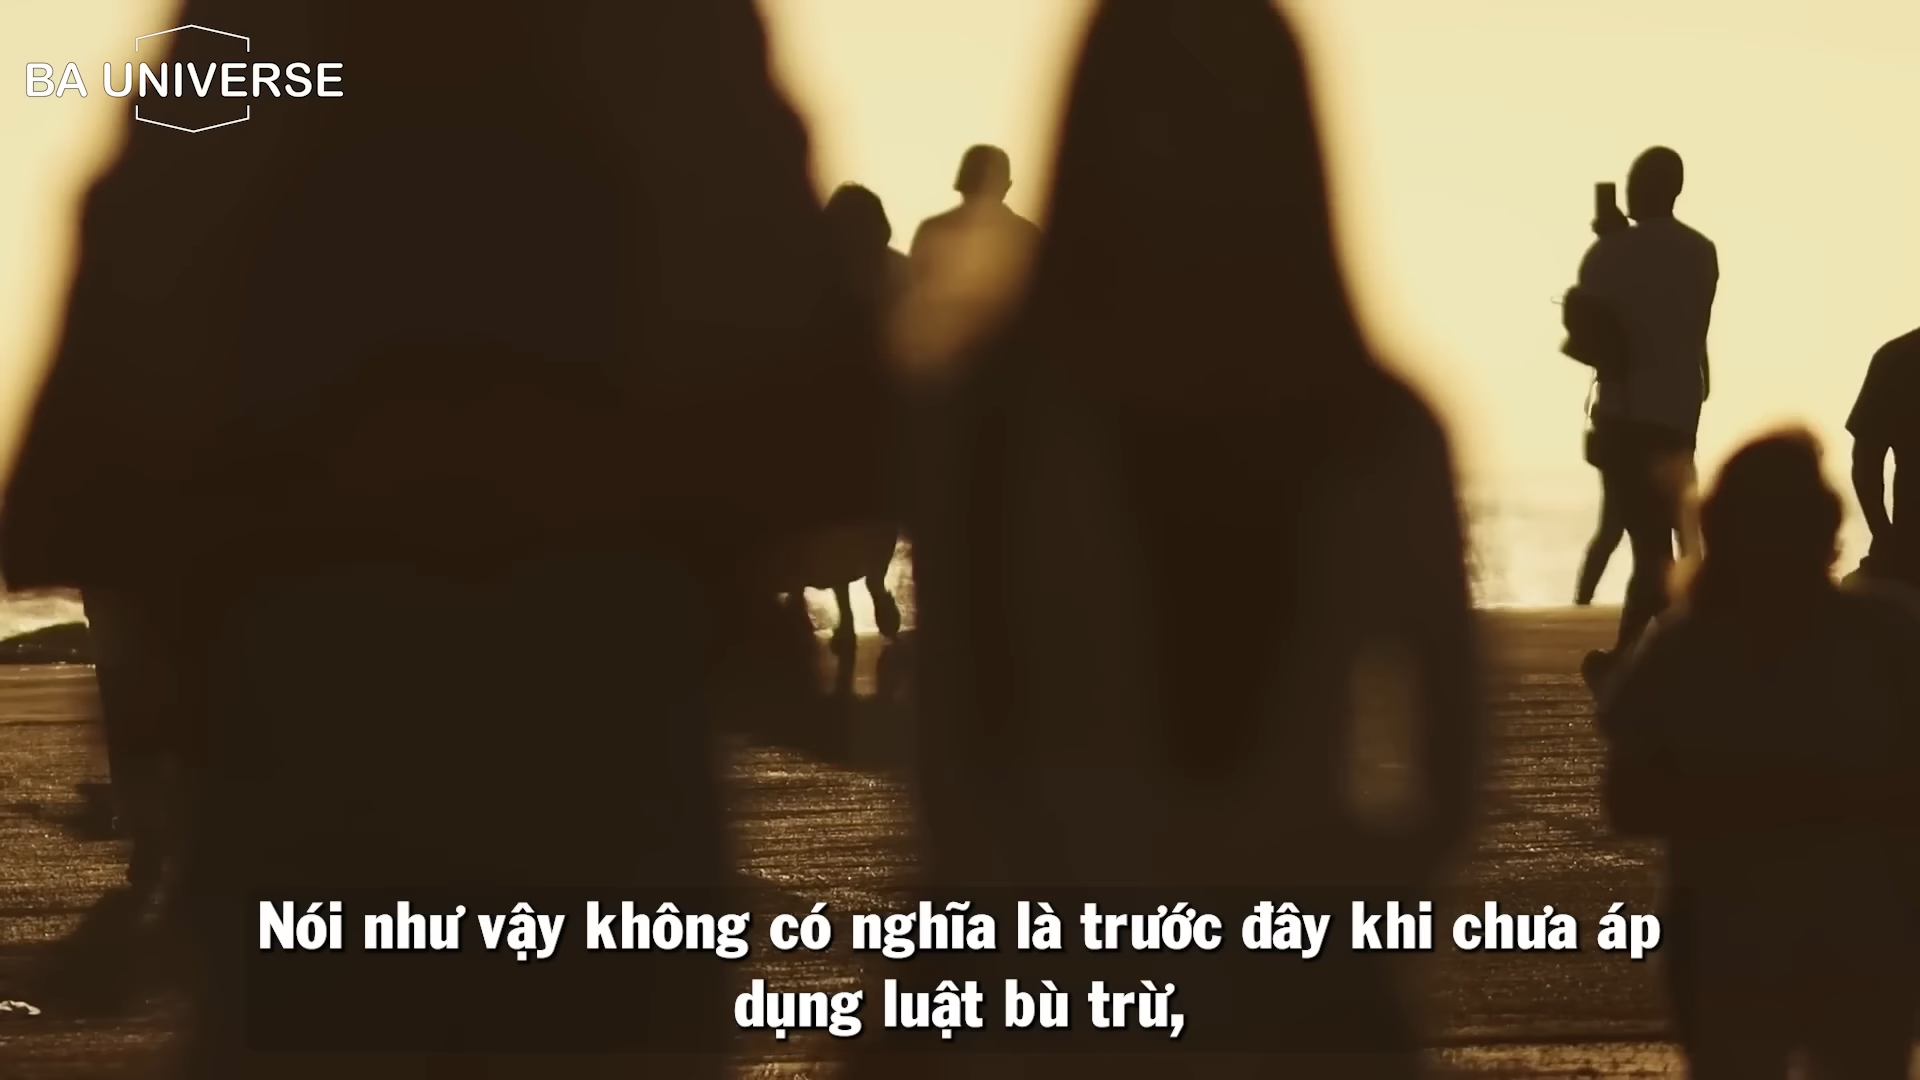 BA UNIVERSE
Nói như vậy không có nghĩa là trước đây khi chưa áp
dụng luật bù trừ,